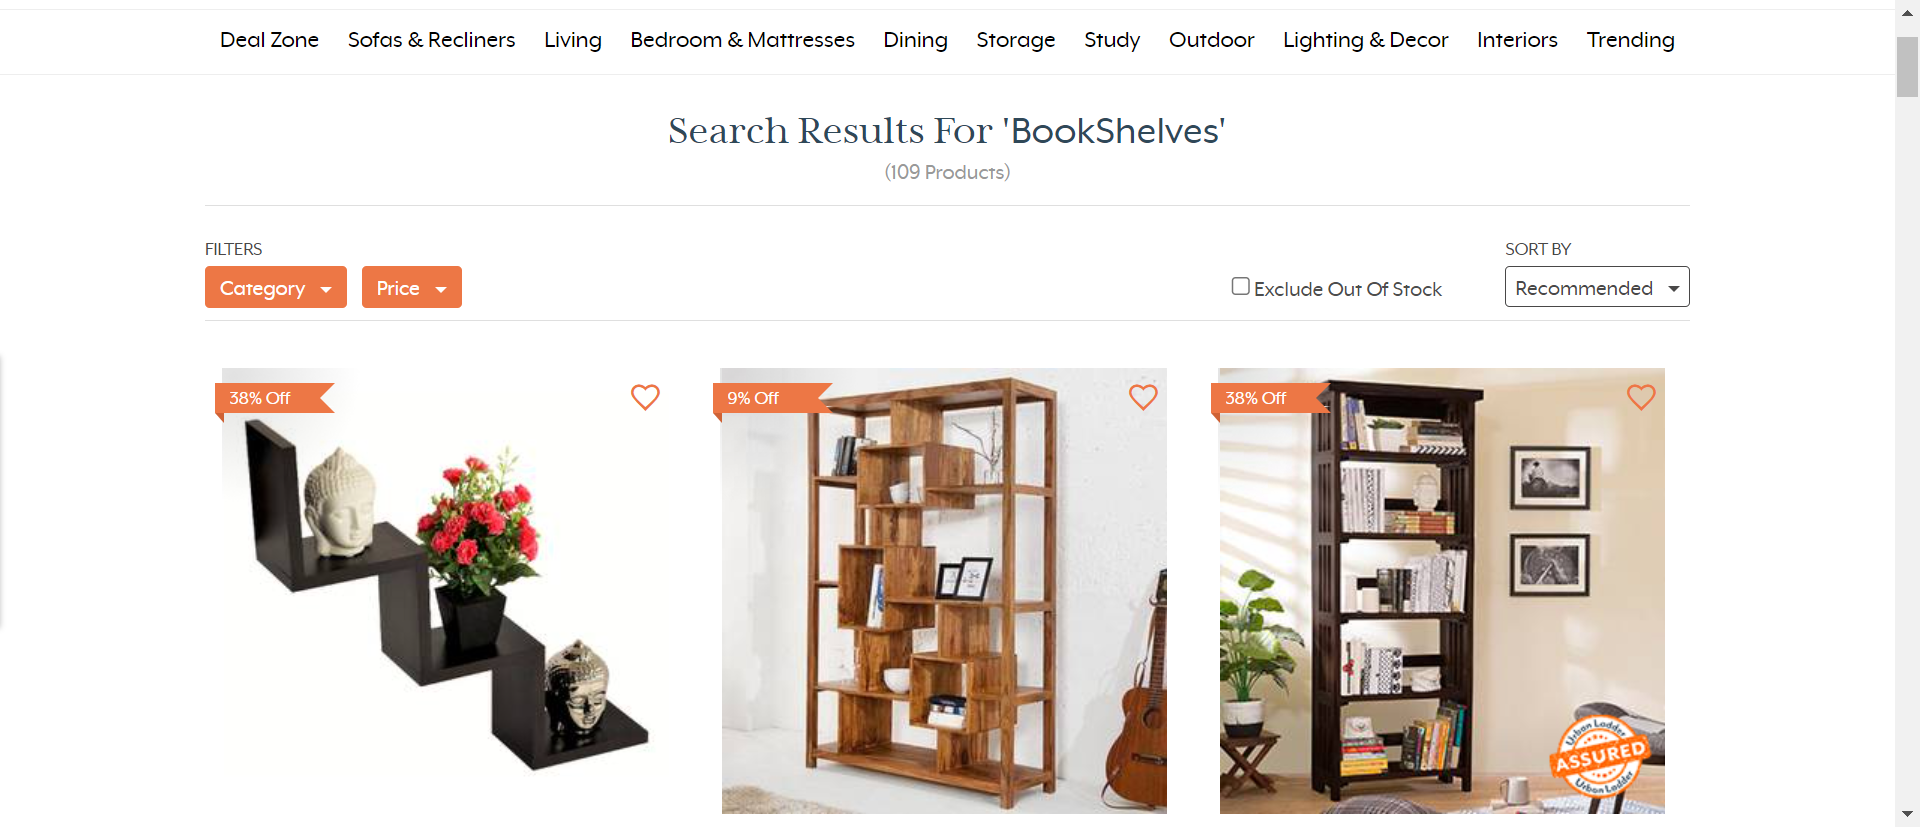 Deal Zone Sofas & Recliners Living Bedroom & Mattresses Dining Storage Study Outdoor Lighting & Decor Interiors Trending
Search Results For 'BookShelves'
(109 Products)
FILTERS
SORT BY
Category
Price
Exclude Out Of Stock
Recommended
38% Off
9% Off
38% Off
Urban Ladder
ASSURED
Urban Ladder